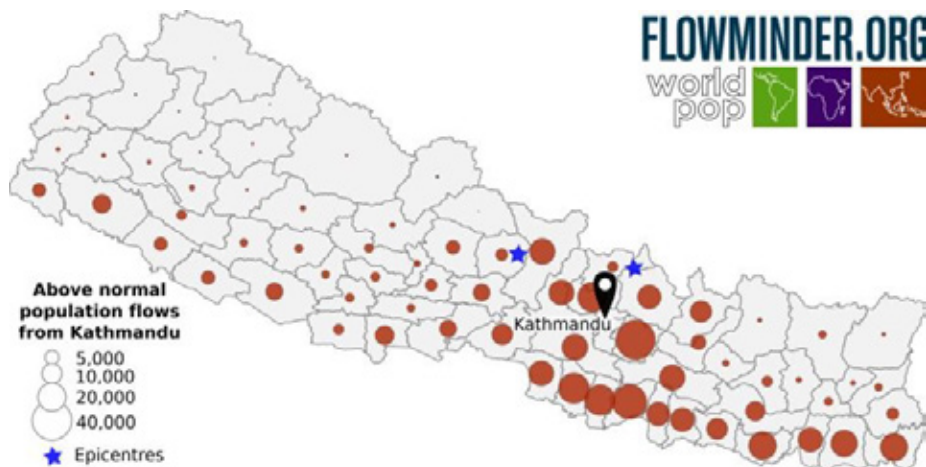 FLOWMINDER.ORG
world
pop
Above normal
population flows
from Kathmandu
5,000
10,000
20,000
40,000
Epicentres
Kathmandu